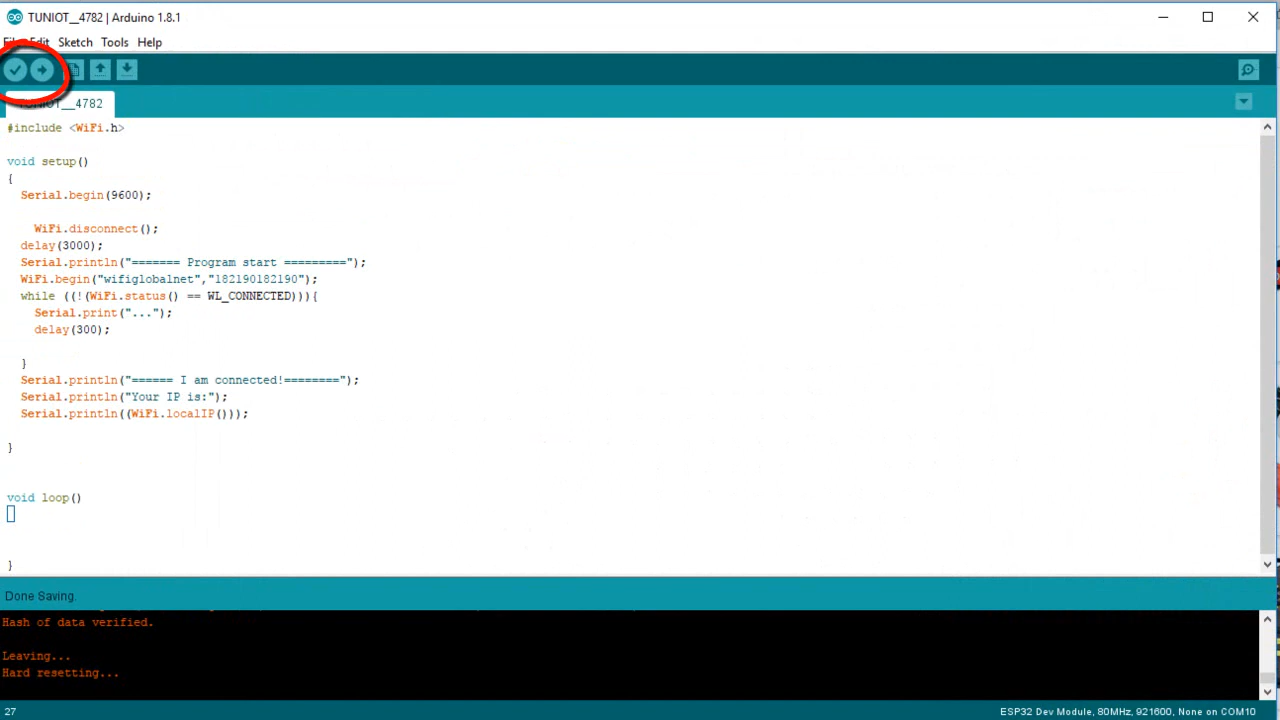 TUNIOT__4782 | Arduino 1.8.1
File Edit Sketch Tools Help
TUNIOT__4782
#include <WiFi.h>
void setup()
{
Serial.begin(9600);
WiFi.disconnect();
delay(3000);
Serial.println("======= Program start =========");
WiFi.begin("wifiglobalnet","182190182190");
while ((!(WiFi.status() == WL_CONNECTED))){
Serial.print("...");
delay(300);
}
Serial.println("====== I am connected!========");
Serial.println("Your IP is:");
Serial.println((WiFi.localIP()));
}
void loop()
}
Done Saving.
Hash of data verified.
Leaving...
Hard resetting...
27 ESP32 Dev Module, 80MHz, 921600, None on COM10